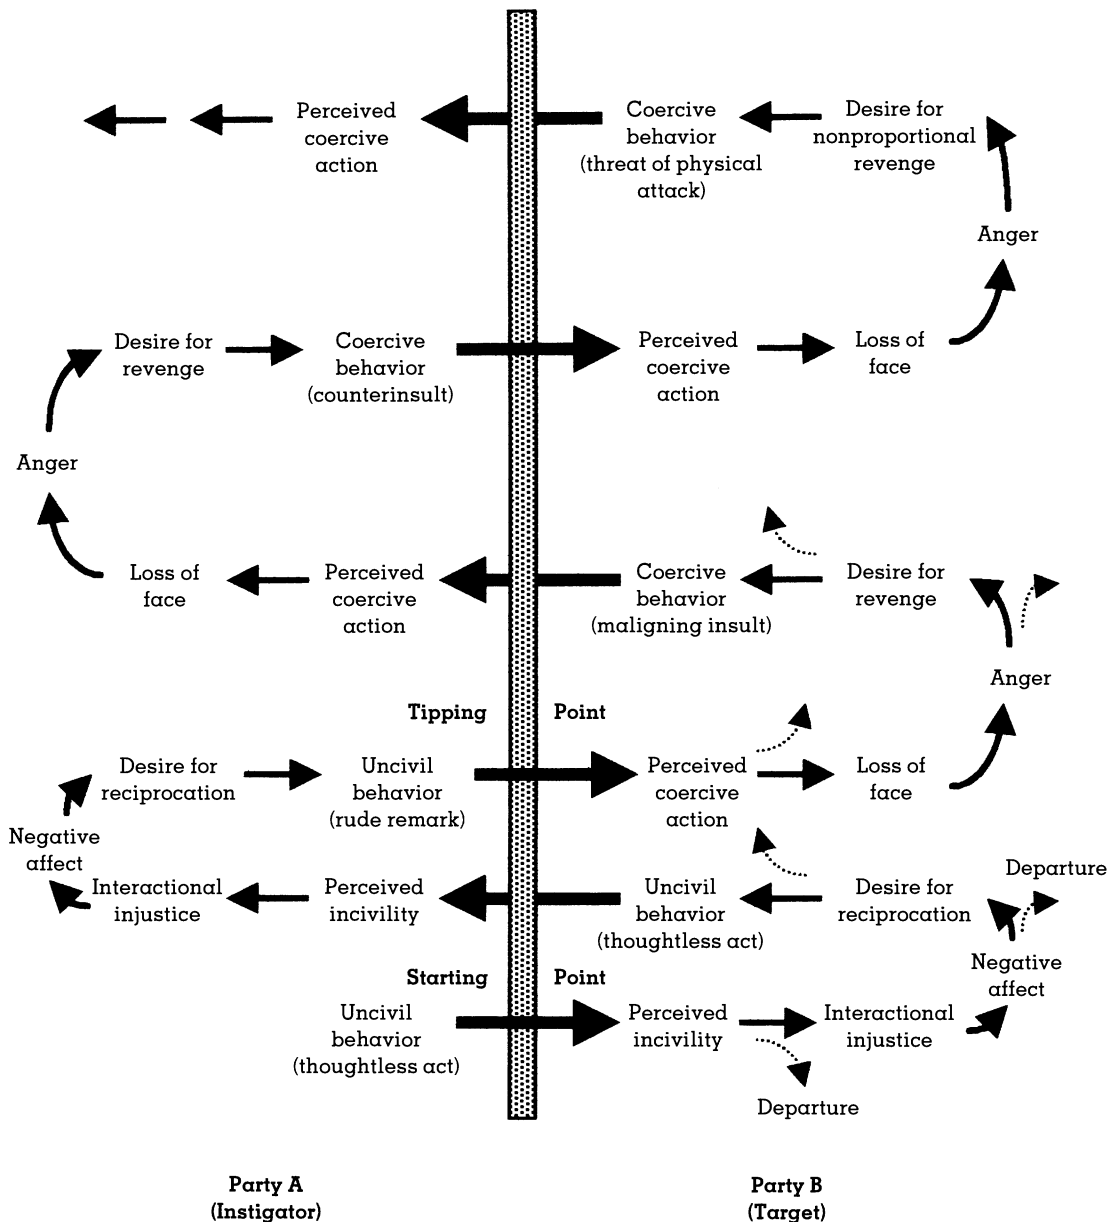 Perceived
coercive
action
Coercive
behavior
(threat of physical
attack)
Desire for
nonproportional
revenge
Anger
Desire for
revenge
Coercive
behavior
(counterinsult)
Perceived
coercive
action
Loss of
face
Anger
Loss of
face
Perceived
coercive
action
Coercive
behavior
(maligning insult)
Desire for
revenge
Anger
Tipping Point
Desire for
reciprocation
Uncivil
behavior
(rude remark)
Perceived
coercive
action
Loss of
face
Negative
affect
Interactional
injustice
Perceived
incivility
Uncivil
behavior
(thoughtless act)
Desire for
reciprocation
Departure
Negative
affect
Starting Point
Uncivil
behavior
(thoughtless act)
Perceived
incivility
Interactional
injustice
Departure
Party A
(Instigator)
Party B
(Target)